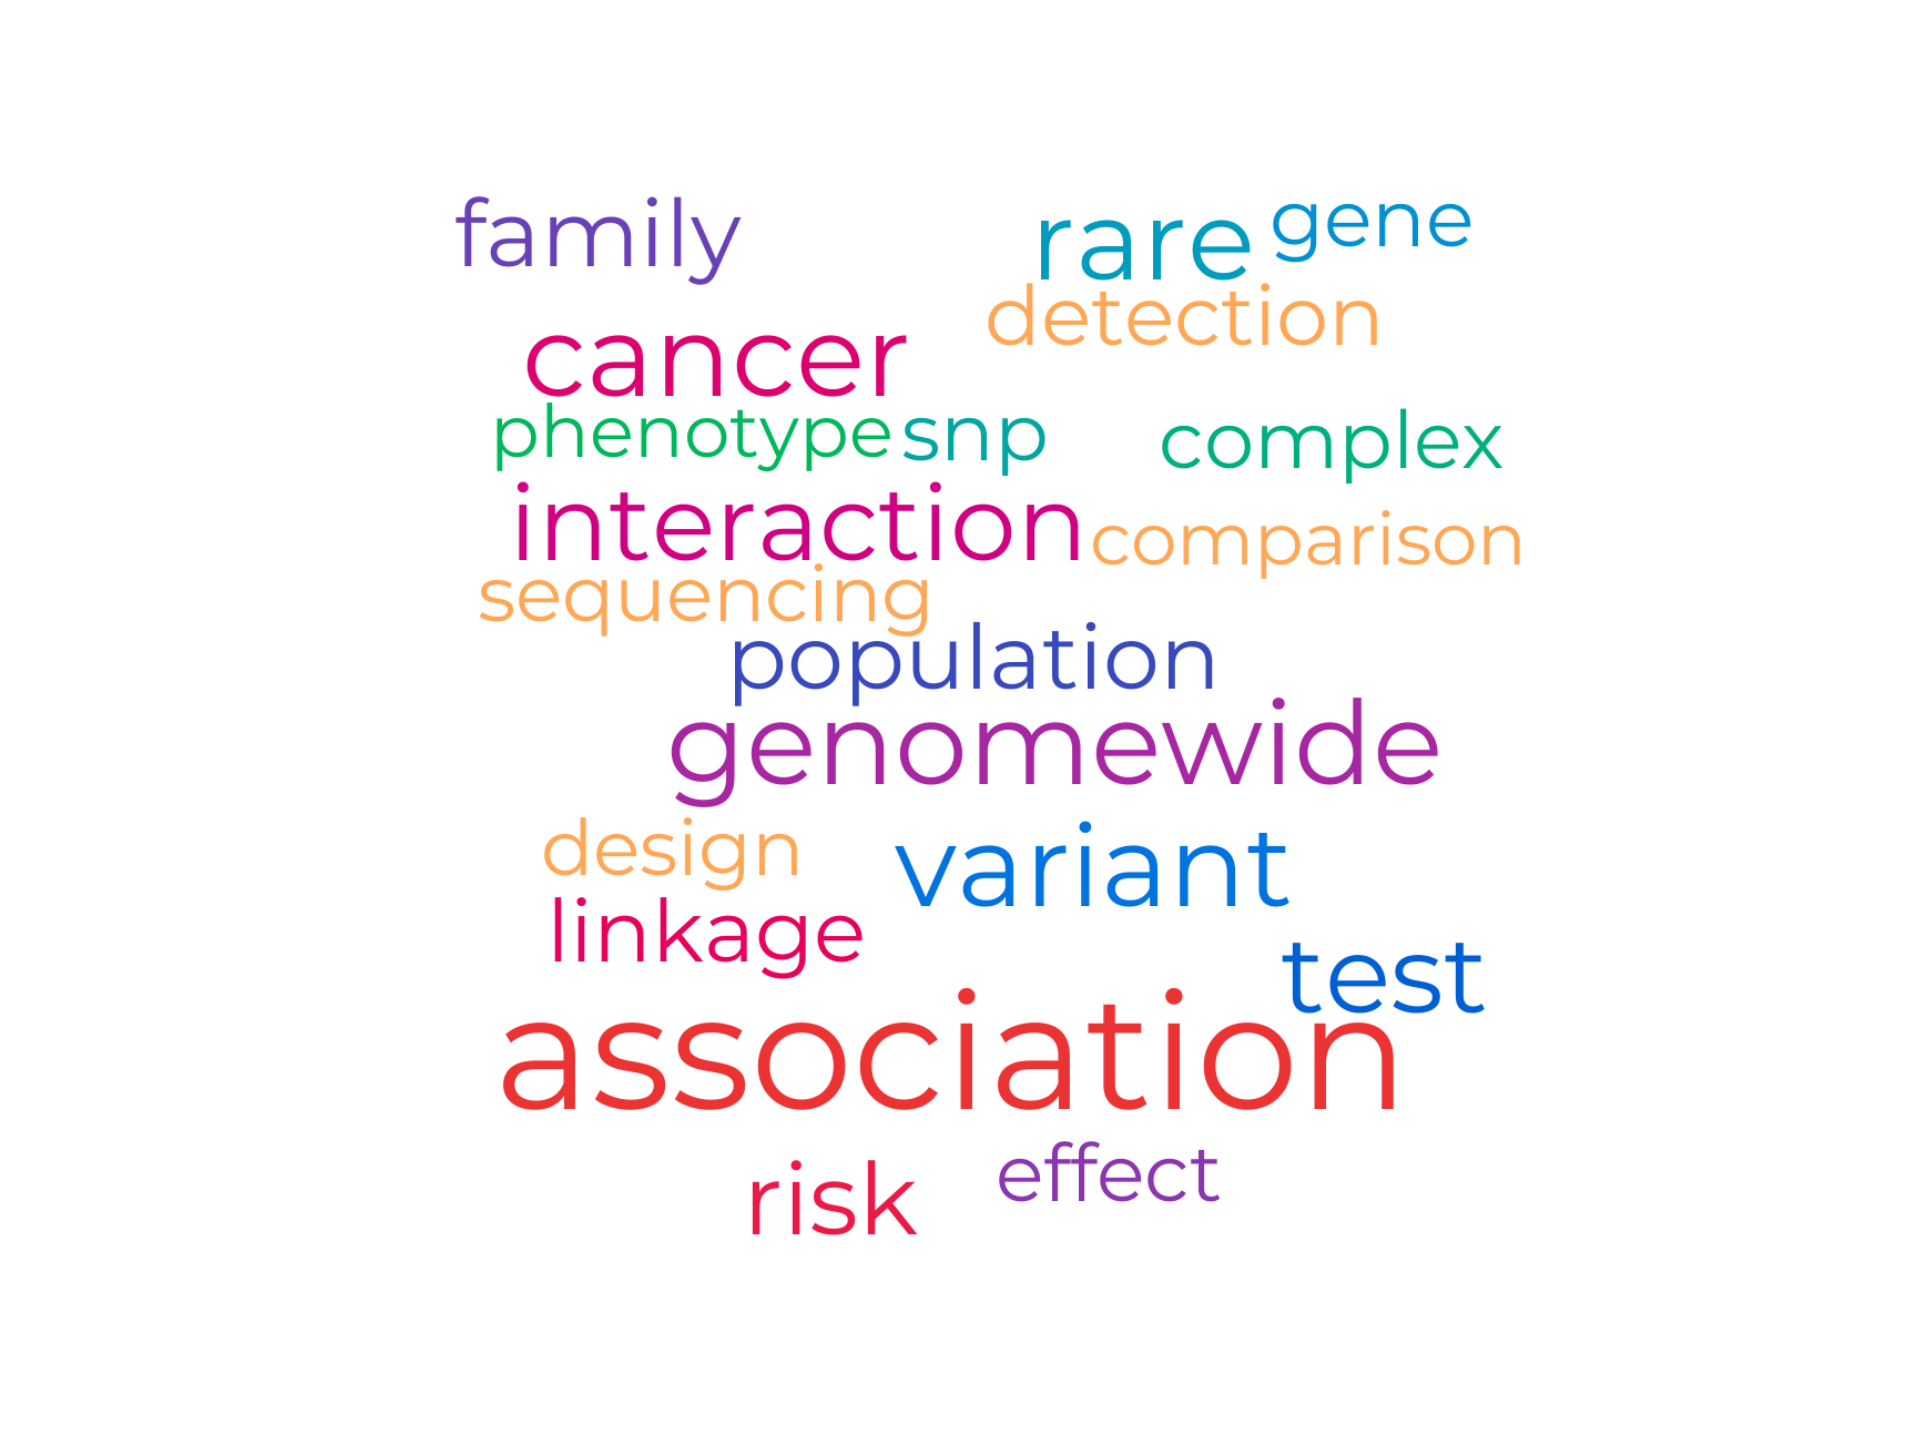 family
rare gene
detection
cancer
phenotype snp complex
interaction comparison
sequencing
population
genomewide
design variant
linkage
test
association
risk effect